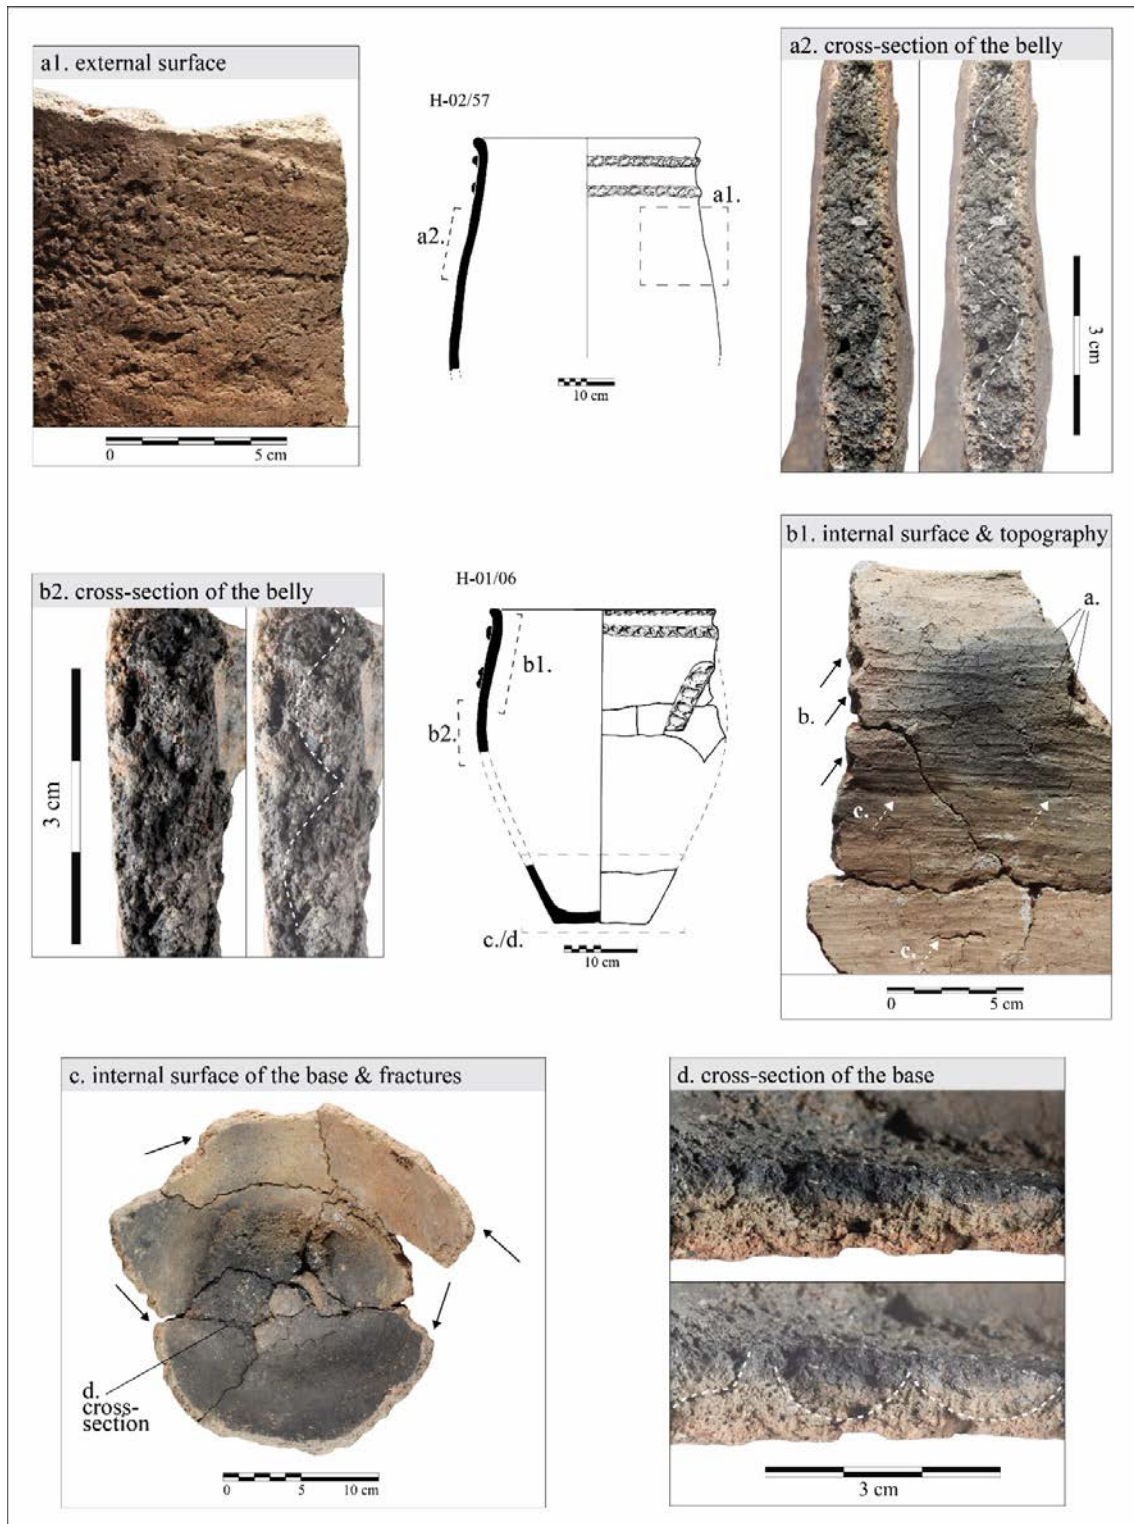 a1. external surface
0 5 cm
H-02/57
a2.
a1.
10 cm
a2. cross-section of the belly
3 cm
b2. cross-section of the belly
3 cm
H-01/06
b1.
b2.
c./d.
10 cm
b1. internal surface & topography
a.
b.
c.
c.
0 5 cm
c. internal surface of the base & fractures
d.
cross-
section
0 5 10 cm
d. cross-section of the base
3 cm